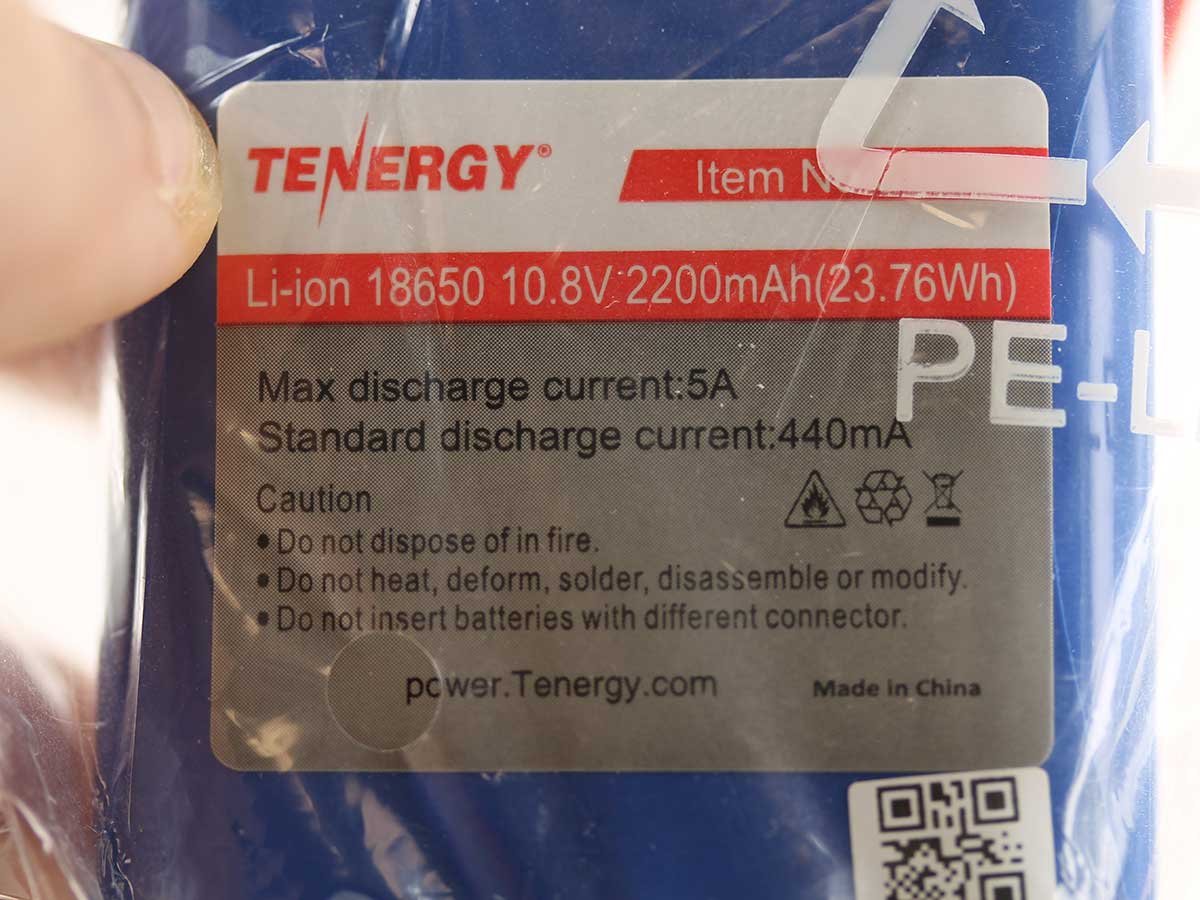 TENERGY®
Item
Li-ion 18650 10.8V 2200mAh(23.76Wh)
PE-
Max discharge current:5A
Standard discharge current:440mA
Caution
•Do not dispose of in fire.
•Do not heat, deform, solder, disassemble or modify.
•Do not insert batteries with different connector.
power.Tenergy.com
Made in China